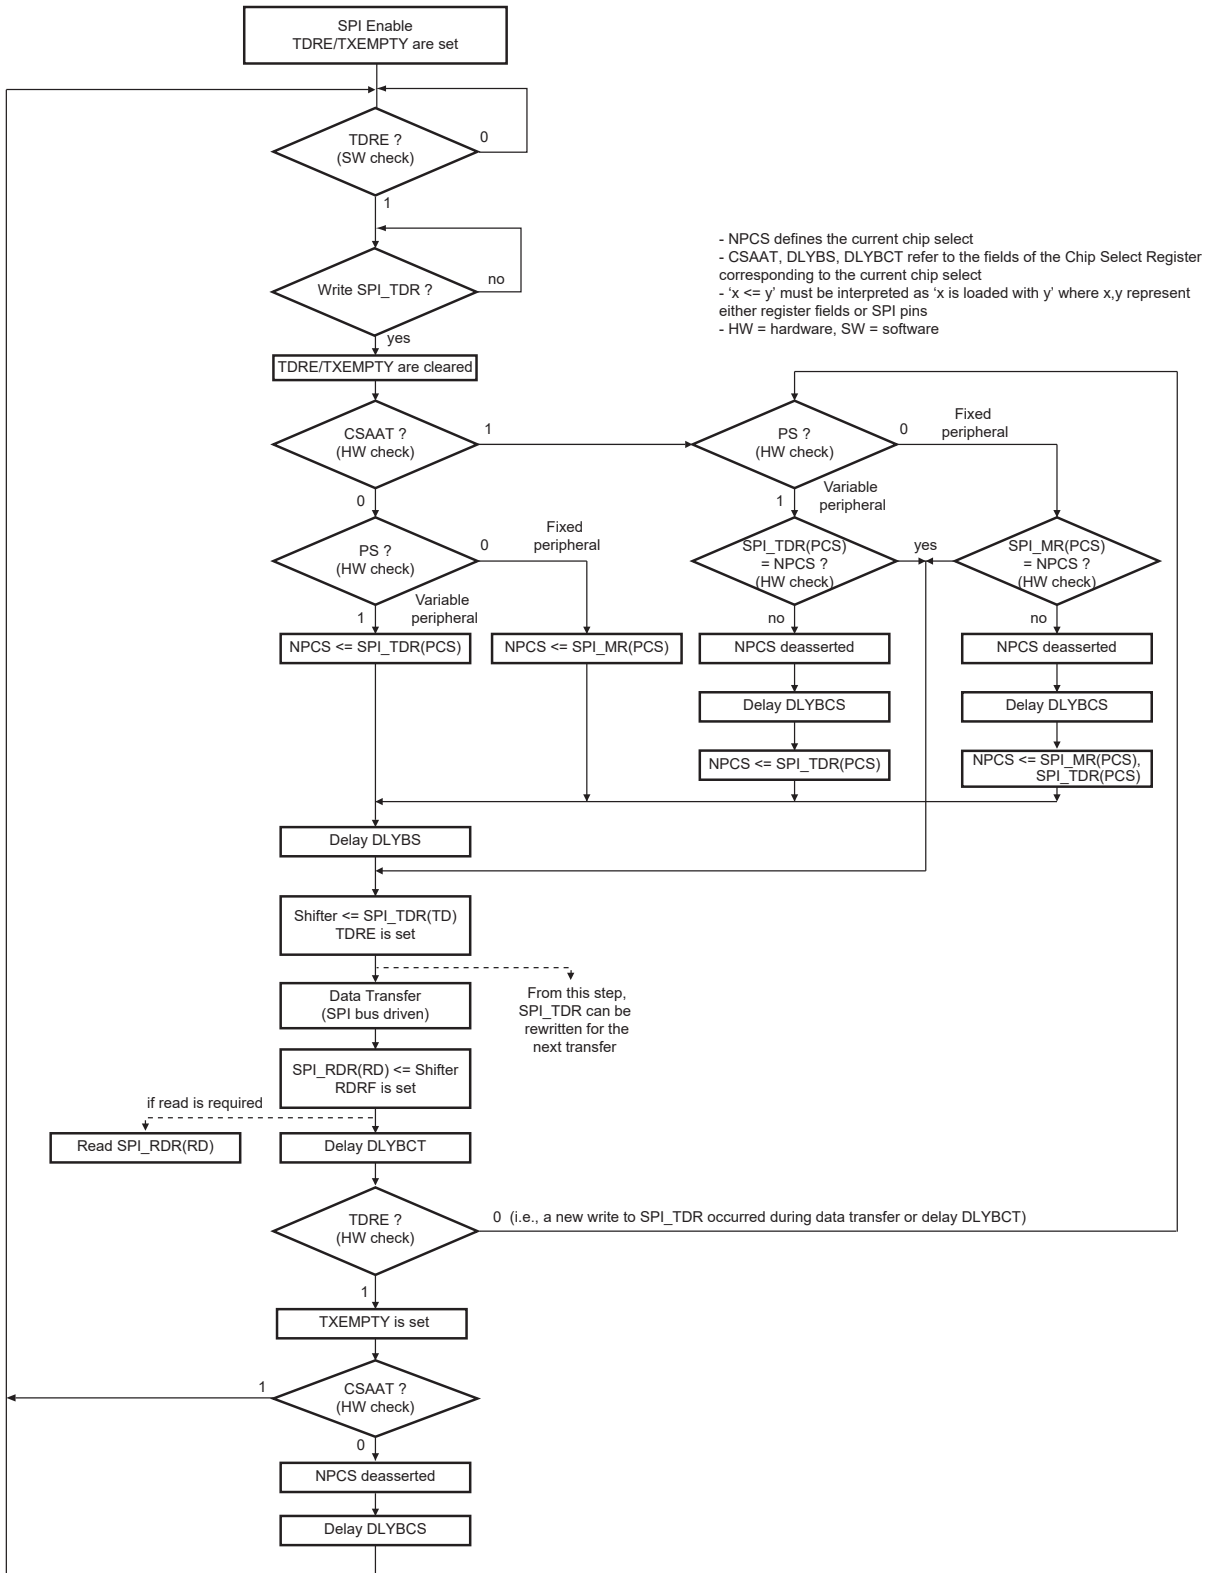 SPI Enable
TDRE/TXEMPTY are set
TDRE ?
(SW check)
0
1
- NPCS defines the current chip select
- CSAAT, DLYBS, DLYBCT refer to the fields of the Chip Select Register
corresponding to the current chip select
- ‘x <= y’ must be interpreted as ‘x is loaded with y’ where x,y represent
either register fields or SPI pins
- HW = hardware, SW = software
Write SPI_TDR ?
no
yes
TDRE/TXEMPTY are cleared
CSAAT ?
(HW check)
1
0
PS ?
(HW check)
0
Fixed
peripheral
1
Variable
peripheral
PS ?
(HW check)
0
Fixed
peripheral
1
Variable
peripheral
SPI_TDR(PCS)
= NPCS ?
(HW check)
yes
no
SPI_MR(PCS)
= NPCS ?
(HW check)
no
NPCS <= SPI_TDR(PCS)
NPCS <= SPI_MR(PCS)
NPCS deasserted
NPCS deasserted
Delay DLYBCS
Delay DLYBCS
NPCS <= SPI_TDR(PCS)
NPCS <= SPI_MR(PCS),
SPI_TDR(PCS)
Delay DLYBS
Shifter <= SPI_TDR(TD)
TDRE is set
Data Transfer
(SPI bus driven)
From this step,
SPI_TDR can be
rewritten for the
next transfer
SPI_RDR(RD) <= Shifter
RDRF is set
if read is required
Read SPI_RDR(RD)
Delay DLYBCT
TDRE ?
(HW check)
0 (i.e., a new write to SPI_TDR occurred during data transfer or delay DLYBCT)
1
TXEMPTY is set
CSAAT ?
(HW check)
1
0
NPCS deasserted
Delay DLYBCS